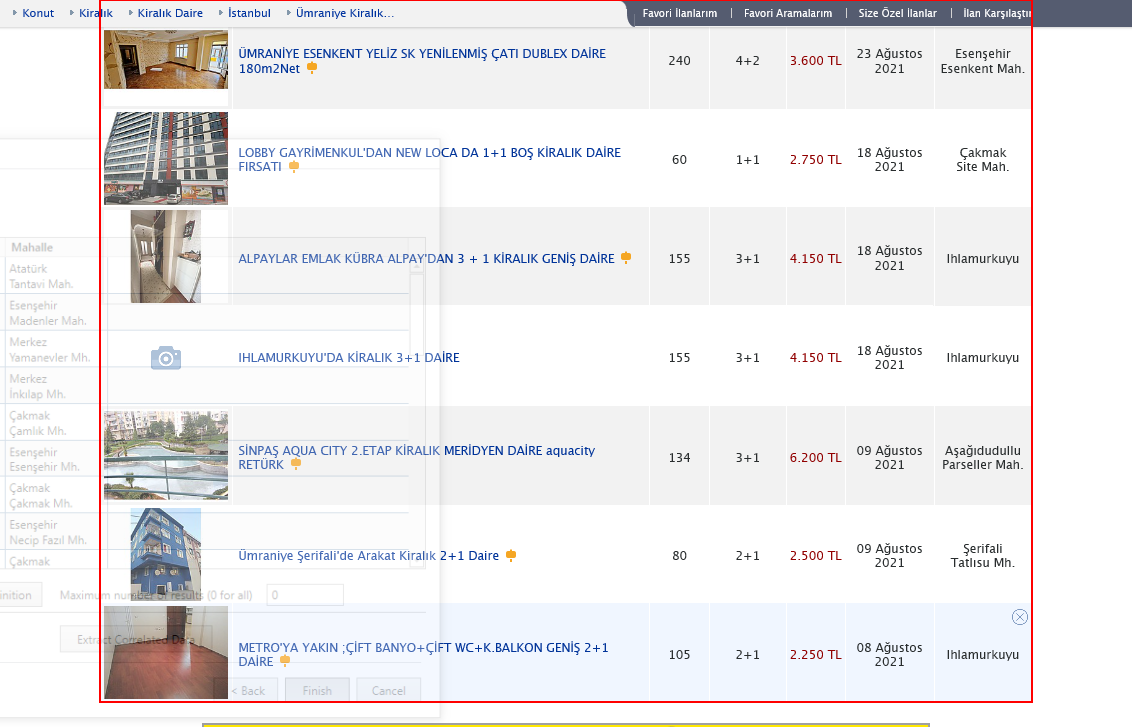 Konut Kiralık Kiralık Daire İstanbul Ümraniye Kiralık...
Favori İlanlarım | Favori Aramalarım | Size Özel İlanlar | İlan Karşılaştır
ÜMRANİYE ESENKENT YELİZ SK YENİLENMİŞ ÇATI DUBLEX DAİRE
180m2Net
240
4+2
3.600 TL
23 Ağustos
2021
Esenşehir
Esenkent Mah.
LOBBY GAYRİMENKUL'DAN NEW LOCA DA 1+1 BOŞ KİRALIK DAİRE
FIRSATI
60
1+1
2.750 TL
18 Ağustos
2021
Çakmak
Site Mah.
ALPAYLAR EMLAK KÜBRA ALPAY'DAN 3 + 1 KİRALIK GENİŞ DAİRE
155
3+1
4.150 TL
18 Ağustos
2021
Ihlamurkuyu
IHLAMURKUYU'DA KİRALIK 3+1 DAİRE
155
3+1
4.150 TL
18 Ağustos
2021
Ihlamurkuyu
SİNPAŞ AQUA CITY 2.ETAP KİRALIK MERİDYEN DAİRE aquacity
RETÜRK
134
3+1
6.200 TL
09 Ağustos
2021
Aşağıdudullu
Parseller Mah.
Ümraniye Şerifali'de Arakat Kiralık 2+1 Daire
80
2+1
2.500 TL
09 Ağustos
2021
Şerifali
Tatlısu Mh.
METRO'YA YAKIN ;ÇİFT BANYO+ÇİFT WC+K.BALKON GENİŞ 2+1
DAİRE
105
2+1
2.250 TL
08 Ağustos
2021
Ihlamurkuyu
Mahalle
Atatürk
Tantavi Mah.
Esenşehir
Madenler Mah.
Merkez
Yamanevler Mh.
Merkez
İnkılap Mh.
Çakmak
Çamlık Mh.
Esenşehir
Esenşehir Mh.
Çakmak
Çakmak Mh.
Esenşehir
Necip Fazıl Mh.
Çakmak
inition
Maximum number of results (0 for all) 0
Extract Correlated Data
< Back Finish Cancel